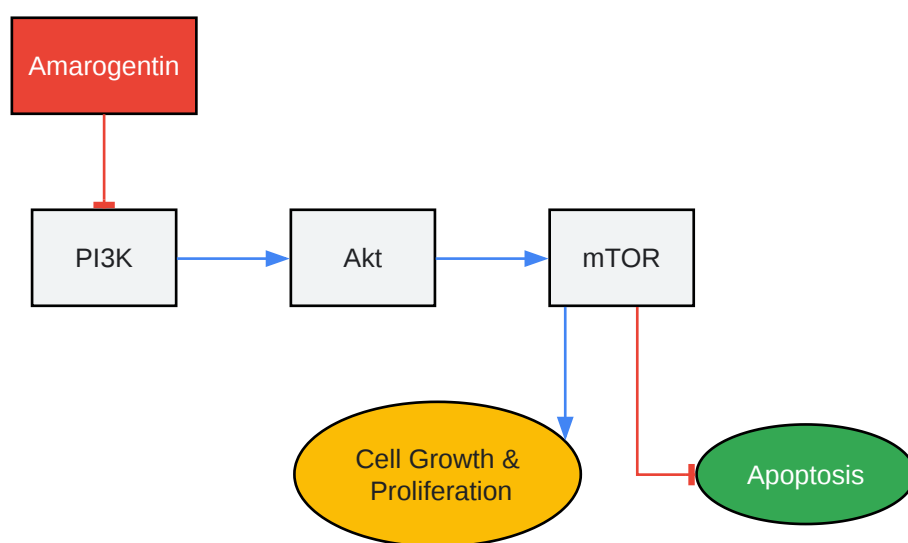 Amarogentin
PI3K
Akt
mTOR
Cell Growth &
Proliferation
Apoptosis